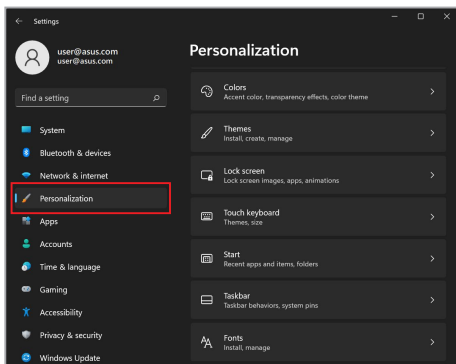 Settings
user@asus.com
user@asus.com
Find a setting
System
Bluetooth & devices
Network & internet
Personalization
Apps
Accounts
Time & language
Gaming
Accessibility
Privacy & security
Windows Update
Personalization
Colors
Accent color, transparency effects, color theme
Themes
Install, create, manage
Lock screen
Lock screen images, apps, animations
Touch keyboard
Themes, size
Start
Recent apps and items, folders
Taskbar
Taskbar behaviors, system pins
Fonts
Install, manage